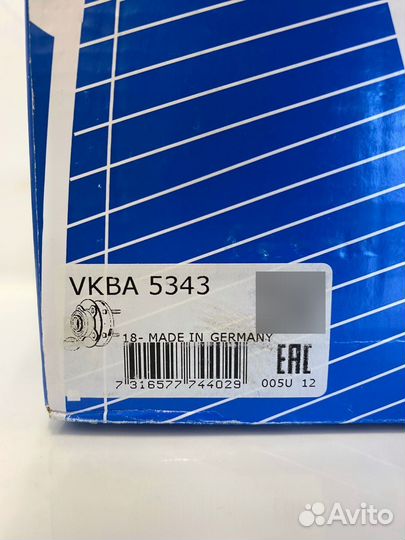 VKBA 5343
18- MADE IN GERMANY
7 316577 744029
EAC
005U 12
Avito